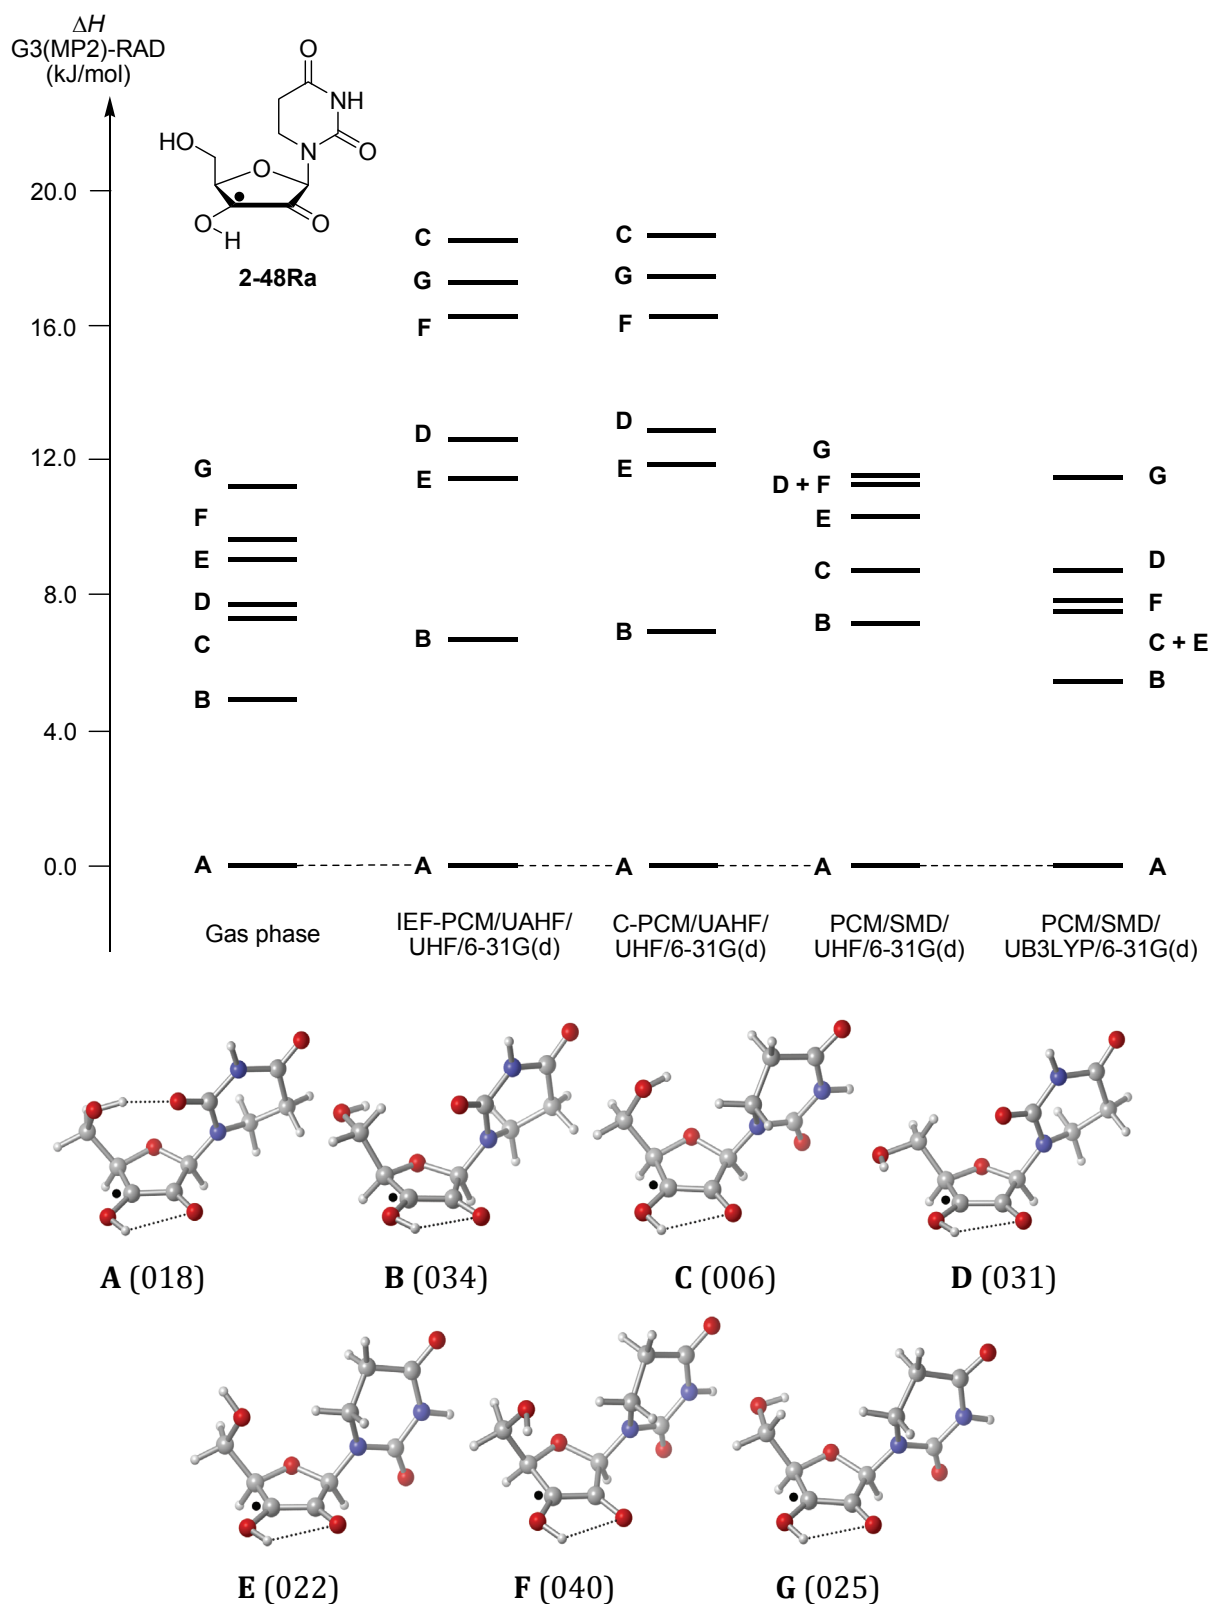 ΔH
G3(MP2)-RAD
(kJ/mol)
O
NH
HO
N
O
O
O
O
H
2-48Ra
20.0
16.0
12.0
8.0
4.0
0.0
G
F
E
D
C
B
A
C
G
F
D
E
B
A
C
G
F
D
E
B
A
G
D + F
E
C
B
A
G
D
F
C + E
B
A
Gas phase
IEF-PCM/UAHF/
UHF/6-31G(d)
C-PCM/UAHF/
UHF/6-31G(d)
PCM/SMD/
UHF/6-31G(d)
PCM/SMD/
UB3LYP/6-31G(d)
A (018)
B (034)
C (006)
D (031)
E (022)
F (040)
G (025)